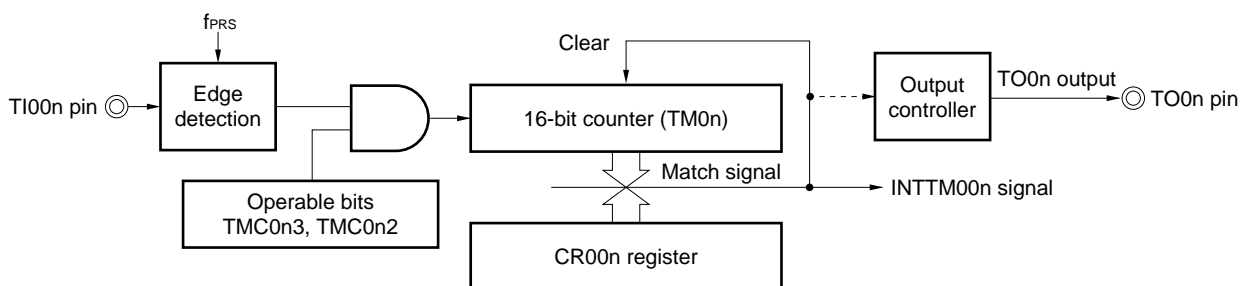 fPRS
Clear
TI00n pin
Edge
detection
16-bit counter (TM0n)
Output
controller
TO0n output
TO0n pin
Operable bits
TMC0n3, TMC0n2
Match signal
INTTM00n signal
CR00n register